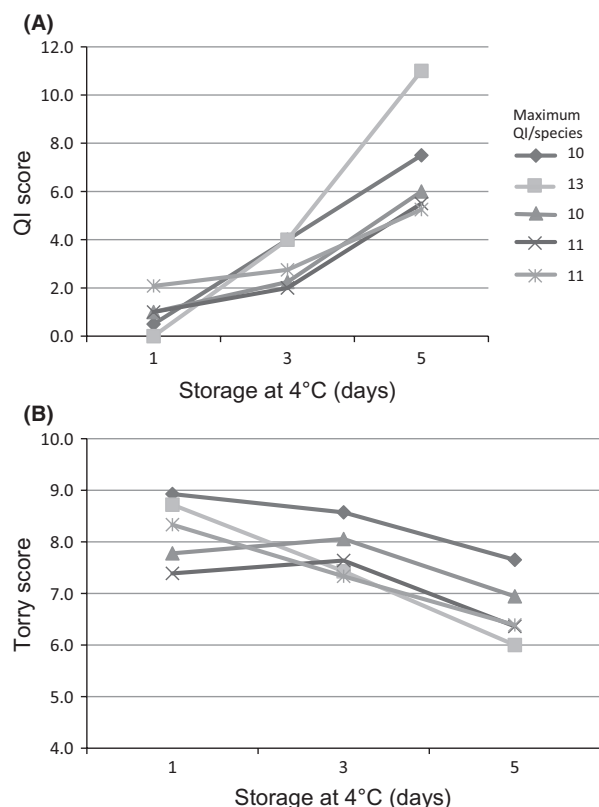 (A)
12.0
10.0
8.0
6.0
4.0
2.0
0.0
QI score
1 3 5
Storage at 4°C (days)
Maximum
QI/species
10
13
10
11
11
(B)
10.0
9.0
8.0
7.0
6.0
5.0
4.0
Torry score
1 3 5
Storage at 4°C (days)